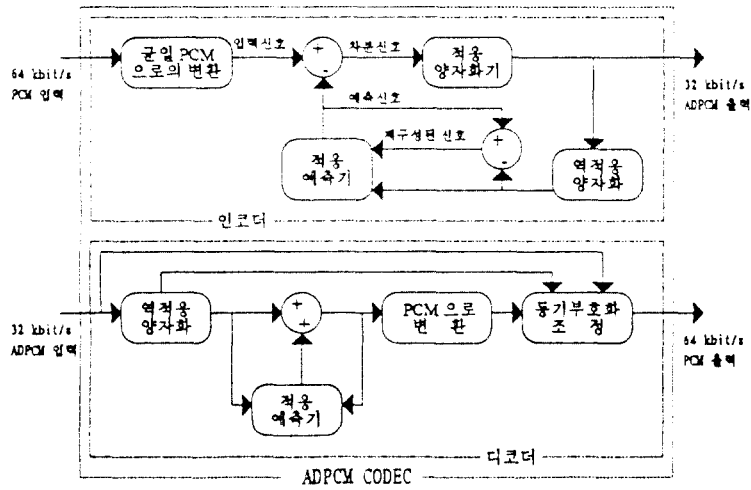 64 kbit/s
PCM 입력
균일 PCM
으로의 변환
입력신호
+
-
차분신호
적응
양자화기
32 kbit/s
ADPCM 출력
예측신호
재구성된 신호
+
-
적응
예측기
역적응
양자화
인코더
32 kbit/s
ADPCM 입력
역적응
양자화
+
+
PCM 으로
변 환
동기부호화
조 정
64 kbit/s
PCM 출력
적응
예측기
디코더
ADPCM CODEC